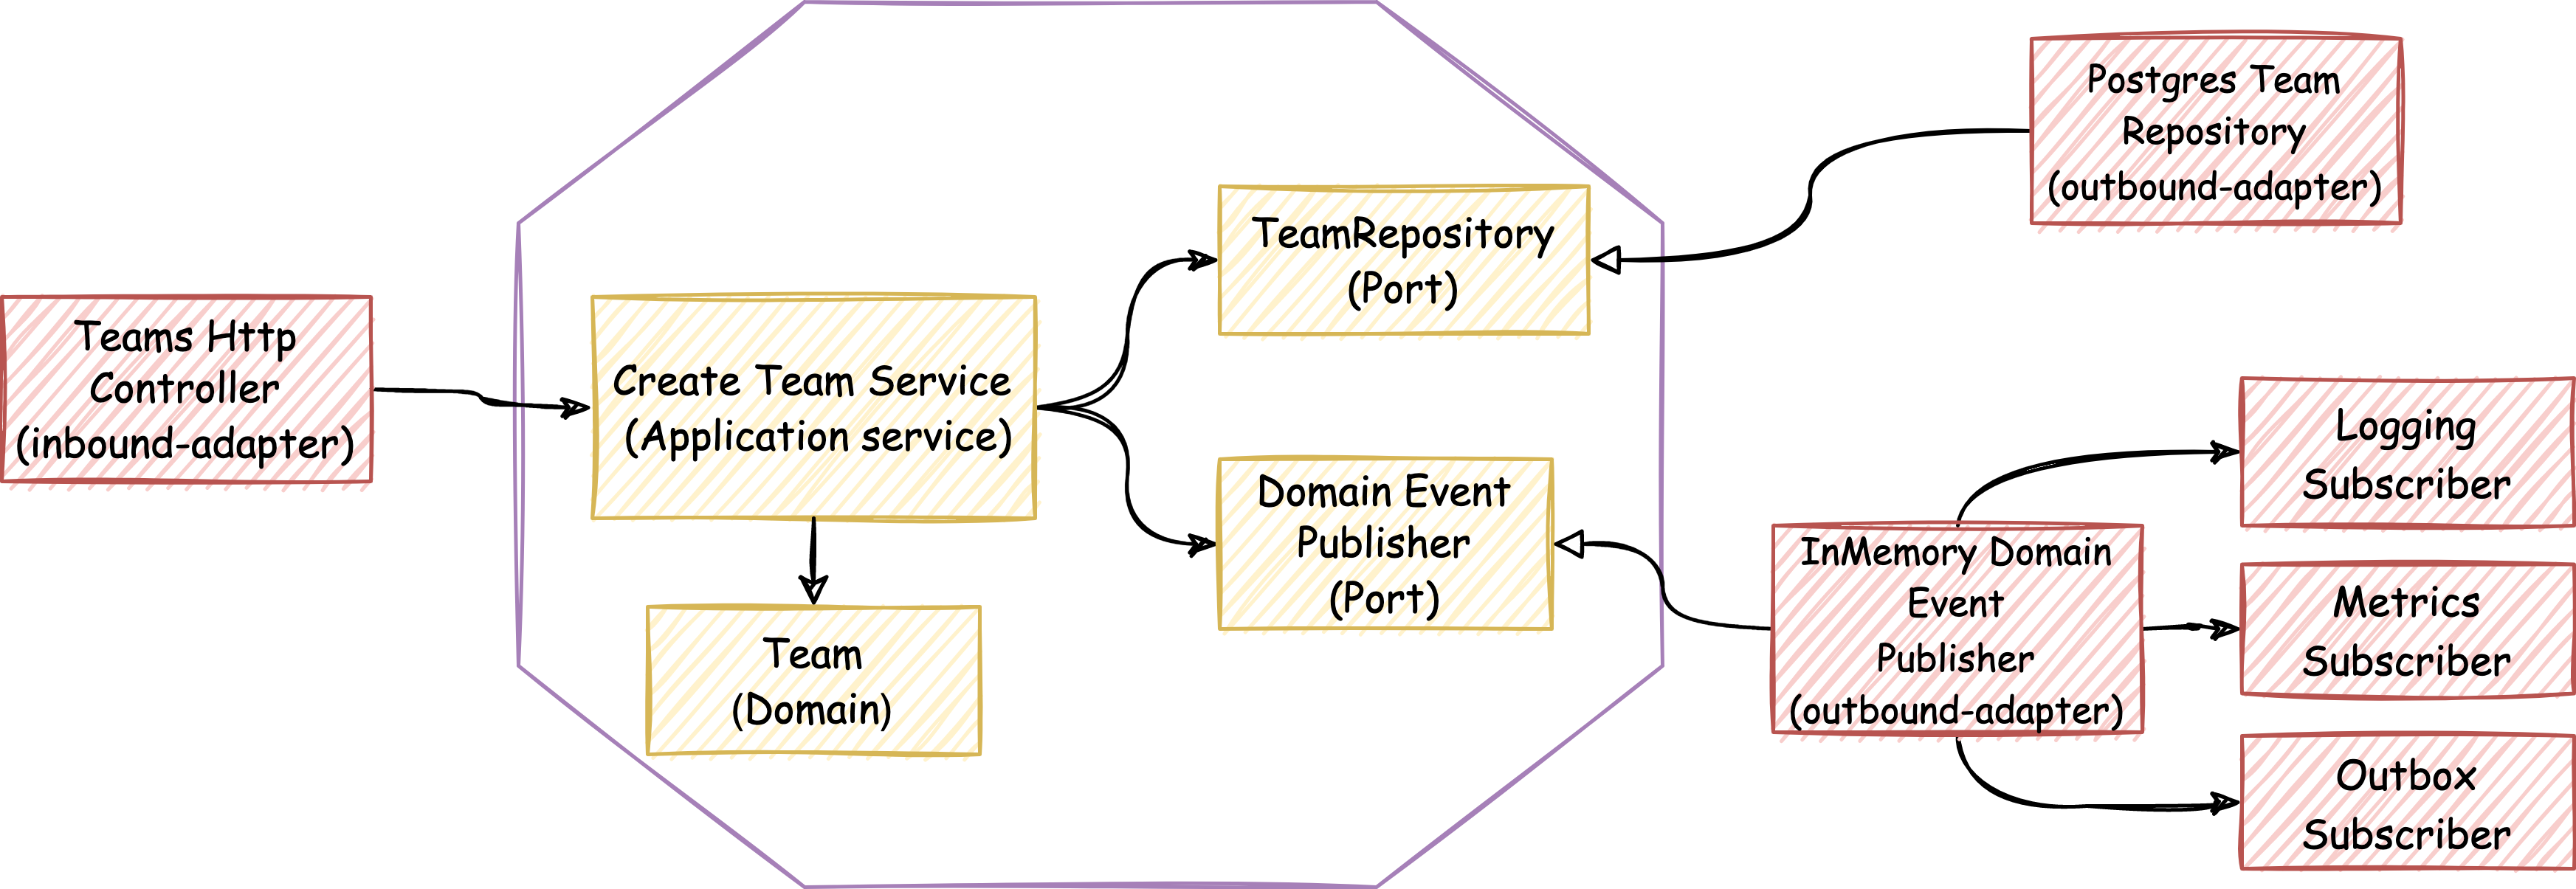 Teams Http
Controller
(inbound-adapter)
Create Team Service
(Application service)
Team
(Domain)
TeamRepository
(Port)
Domain Event
Publisher
(Port)
Postgres Team
Repository
(outbound-adapter)
InMemory Domain
Event
Publisher
(outbound-adapter)
Logging
Subscriber
Metrics
Subscriber
Outbox
Subscriber